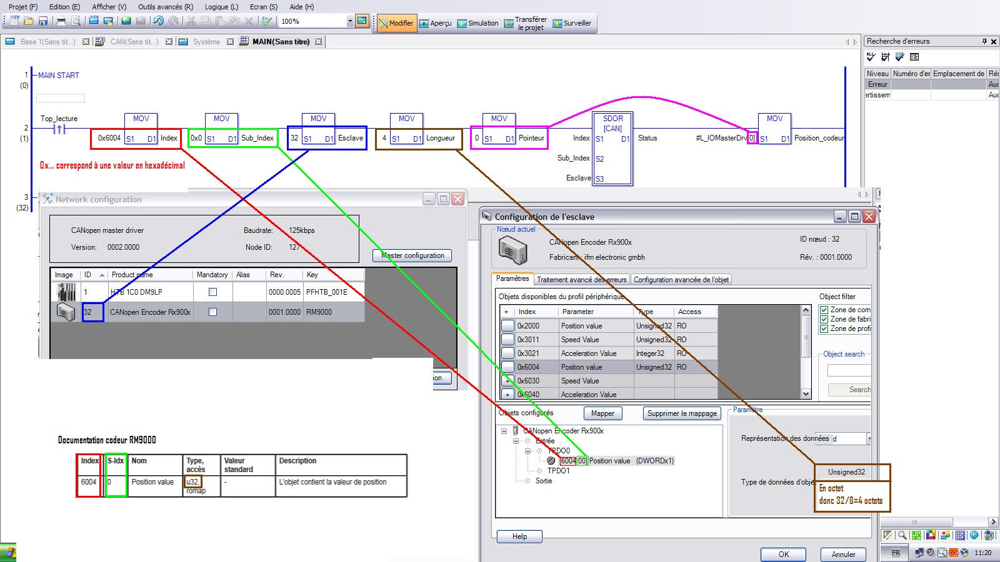 Projet (F) Edition (E) Afficher (V) Outils avancés (R) Logique (L) Ecran (S) Aide (H)
100% Modifier Aperçu Simulation Transférer le projet Surveiller
Base 1(Sans tit...) CAN(Sans tit...) Système MAIN(Sans titre)
Recherche d'erreurs
Niveau Numéro d'er Emplacement de Rés
Erreur Auc
ertissem Auc
1 MAIN START
(0)
Top_lecture MOV MOV MOV MOV MOV SDOR MOV
[CAN]
2
(1)
0x6004 S1 D1 Index 0x0 S1 D1 Sub_Index 32 S1 D1 Esclave 4 S1 D1 Longueur 0 S1 D1 Pointeur Index S1 D1 Status #L_IOMasterDrv 0] S1 D1 Position_codeur
Sub_Index S2
Esclave S3
0x... correspond à une valeur en hexadécimal
3
(32)
Network configuration
CANopen master driver Baudrate: 125kbps
Version: 0002.0000 Node ID: 127
Master configuration
Image ID Product name Mandatory Alias Rev. Key
1 HTB 1C0 DM9LP 0000.0005 PFHTB_001E
32 CANopen Encoder Rx900x 0001.0000 RM9000
ion
Configuration de l'esclave
Nœud actuel
CANopen Encoder Rx900x ID nœud : 32
Fabricant : ifm electronic gmbh Rév. : 0001.0000
Paramètres Traitement avancé des erreurs Configuration avancée de l'objet
Objets disponibles du profil périphérique Object filter
+ Index Parameter Type Access
0x2000 Position value Unsigned32 RO
0x3011 Speed Value Unsigned32 RO
0x3021 Acceleration Value Integer32 RO
0x6004 Position value Unsigned32 RO
+ 0x6030 Speed Value
+ 0x6040 Acceleration Value
Zone de com
Zone de fabri
Zone de profi
Object search
Search
Objets configurés Mapper Supprimer le mappage Paramètre
CANopen Encoder Rx900x
Entrée
TPDO0
[6004 00] Position value (DWORDx1)
TPDO1
Sortie
Représentation des données d
Unsigned32
Type de données d'obje
En octet
donc 32/8=4 octets
Help
OK Annuler
Documentation codeur RM9000
Index S-Idx Nom Type, accès Valeur standard Description
6004 0 Position value u32, romap - L'objet contient la valeur de position
FR 11:20